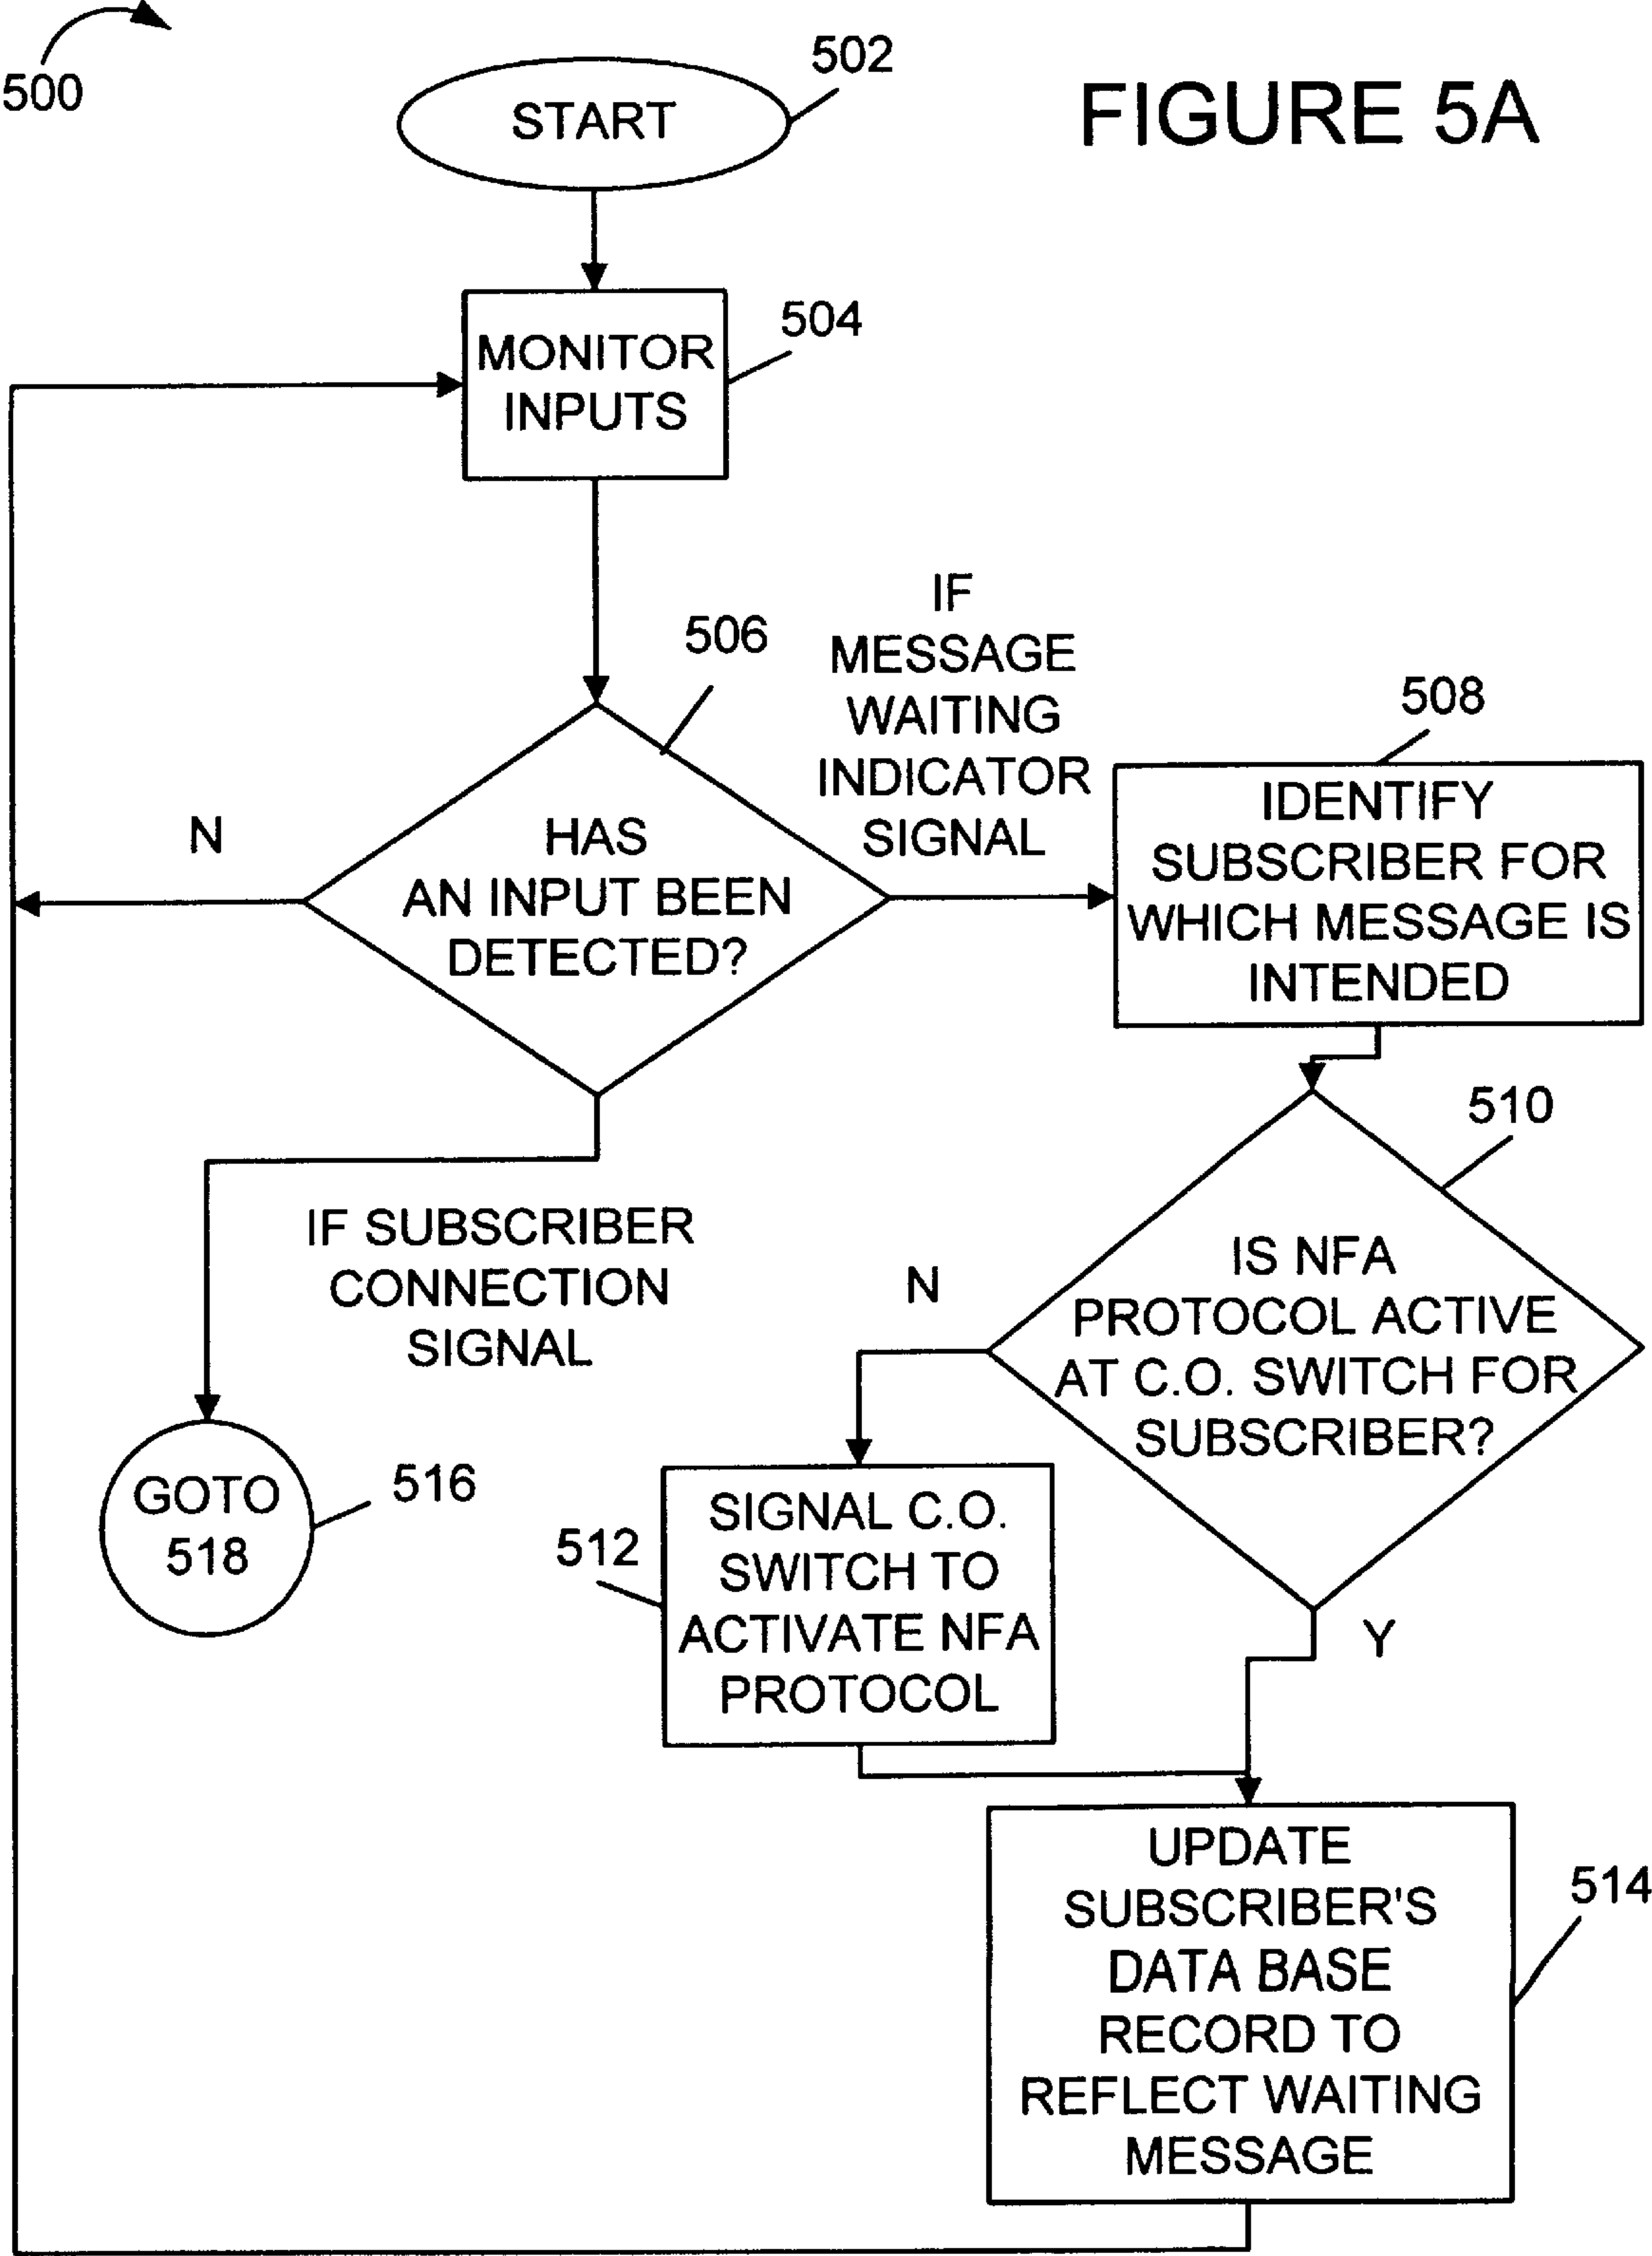 500
502
START
FIGURE 5A
504
MONITOR
INPUTS
506
IF
MESSAGE
WAITING
INDICATOR
SIGNAL
508
IDENTIFY
SUBSCRIBER FOR
WHICH MESSAGE IS
INTENDED
N
HAS
AN INPUT BEEN
DETECTED?
510
IF SUBSCRIBER
CONNECTION
SIGNAL
N
IS NFA
PROTOCOL ACTIVE
AT C.O. SWITCH FOR
SUBSCRIBER?
GOTO
518
516
512
SIGNAL C.O.
SWITCH TO
ACTIVATE NFA
PROTOCOL
Y
UPDATE
SUBSCRIBER'S
DATA BASE
RECORD TO
REFLECT WAITING
MESSAGE
514